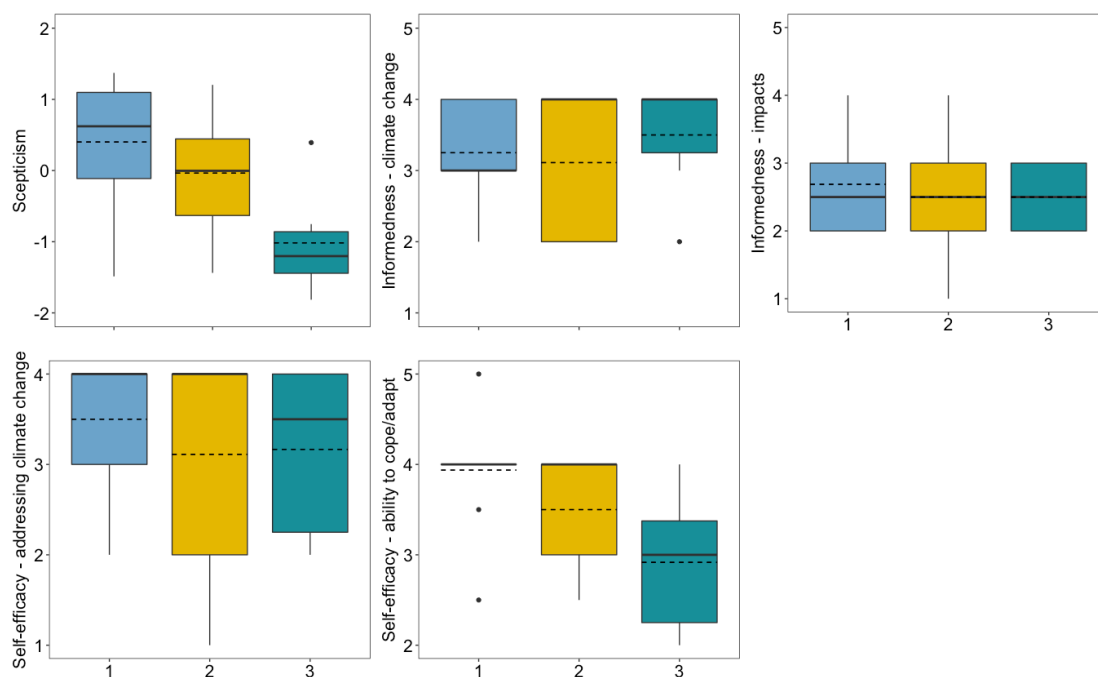 Scepticism
2
1
0
-1
-2
Informedness - climate change
5
4
3
2
1
Informedness - impacts
5
4
3
2
1
1 2 3
Self-efficacy - addressing climate change
4
3
2
1
1 2 3
Self-efficacy - ability to cope/adapt
5
4
3
2
1 2 3